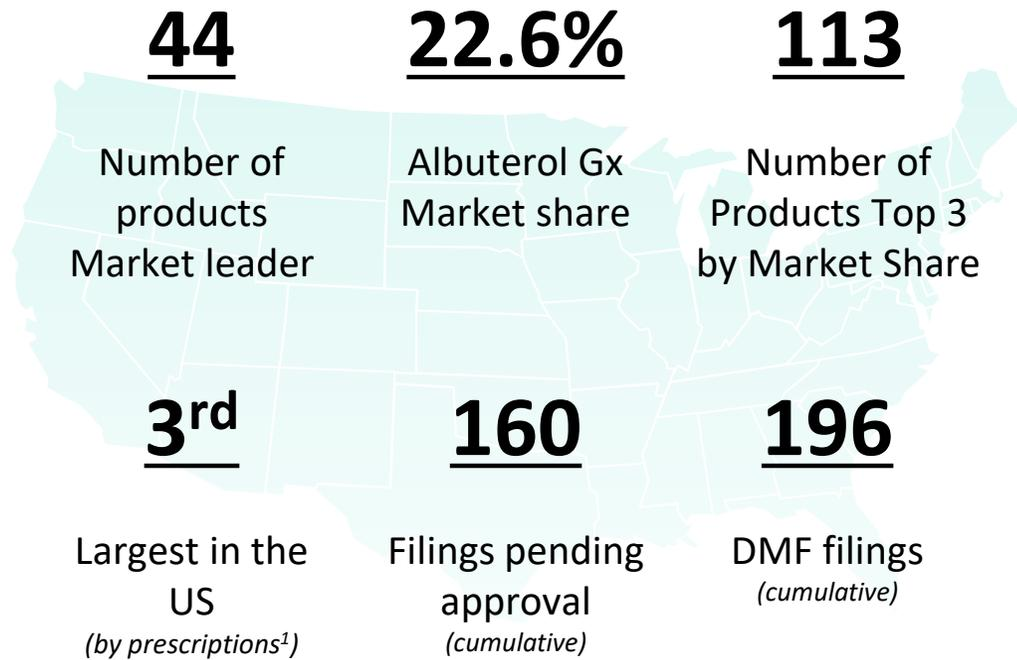 44
Number of
products
Market leader
22.6%
Albuterol Gx
Market share
113
Number of
Products Top 3
by Market Share
3rd
Largest in the
US
(by prescriptions1)
160
Filings pending
approval
(cumulative)
196
DMF filings
(cumulative)